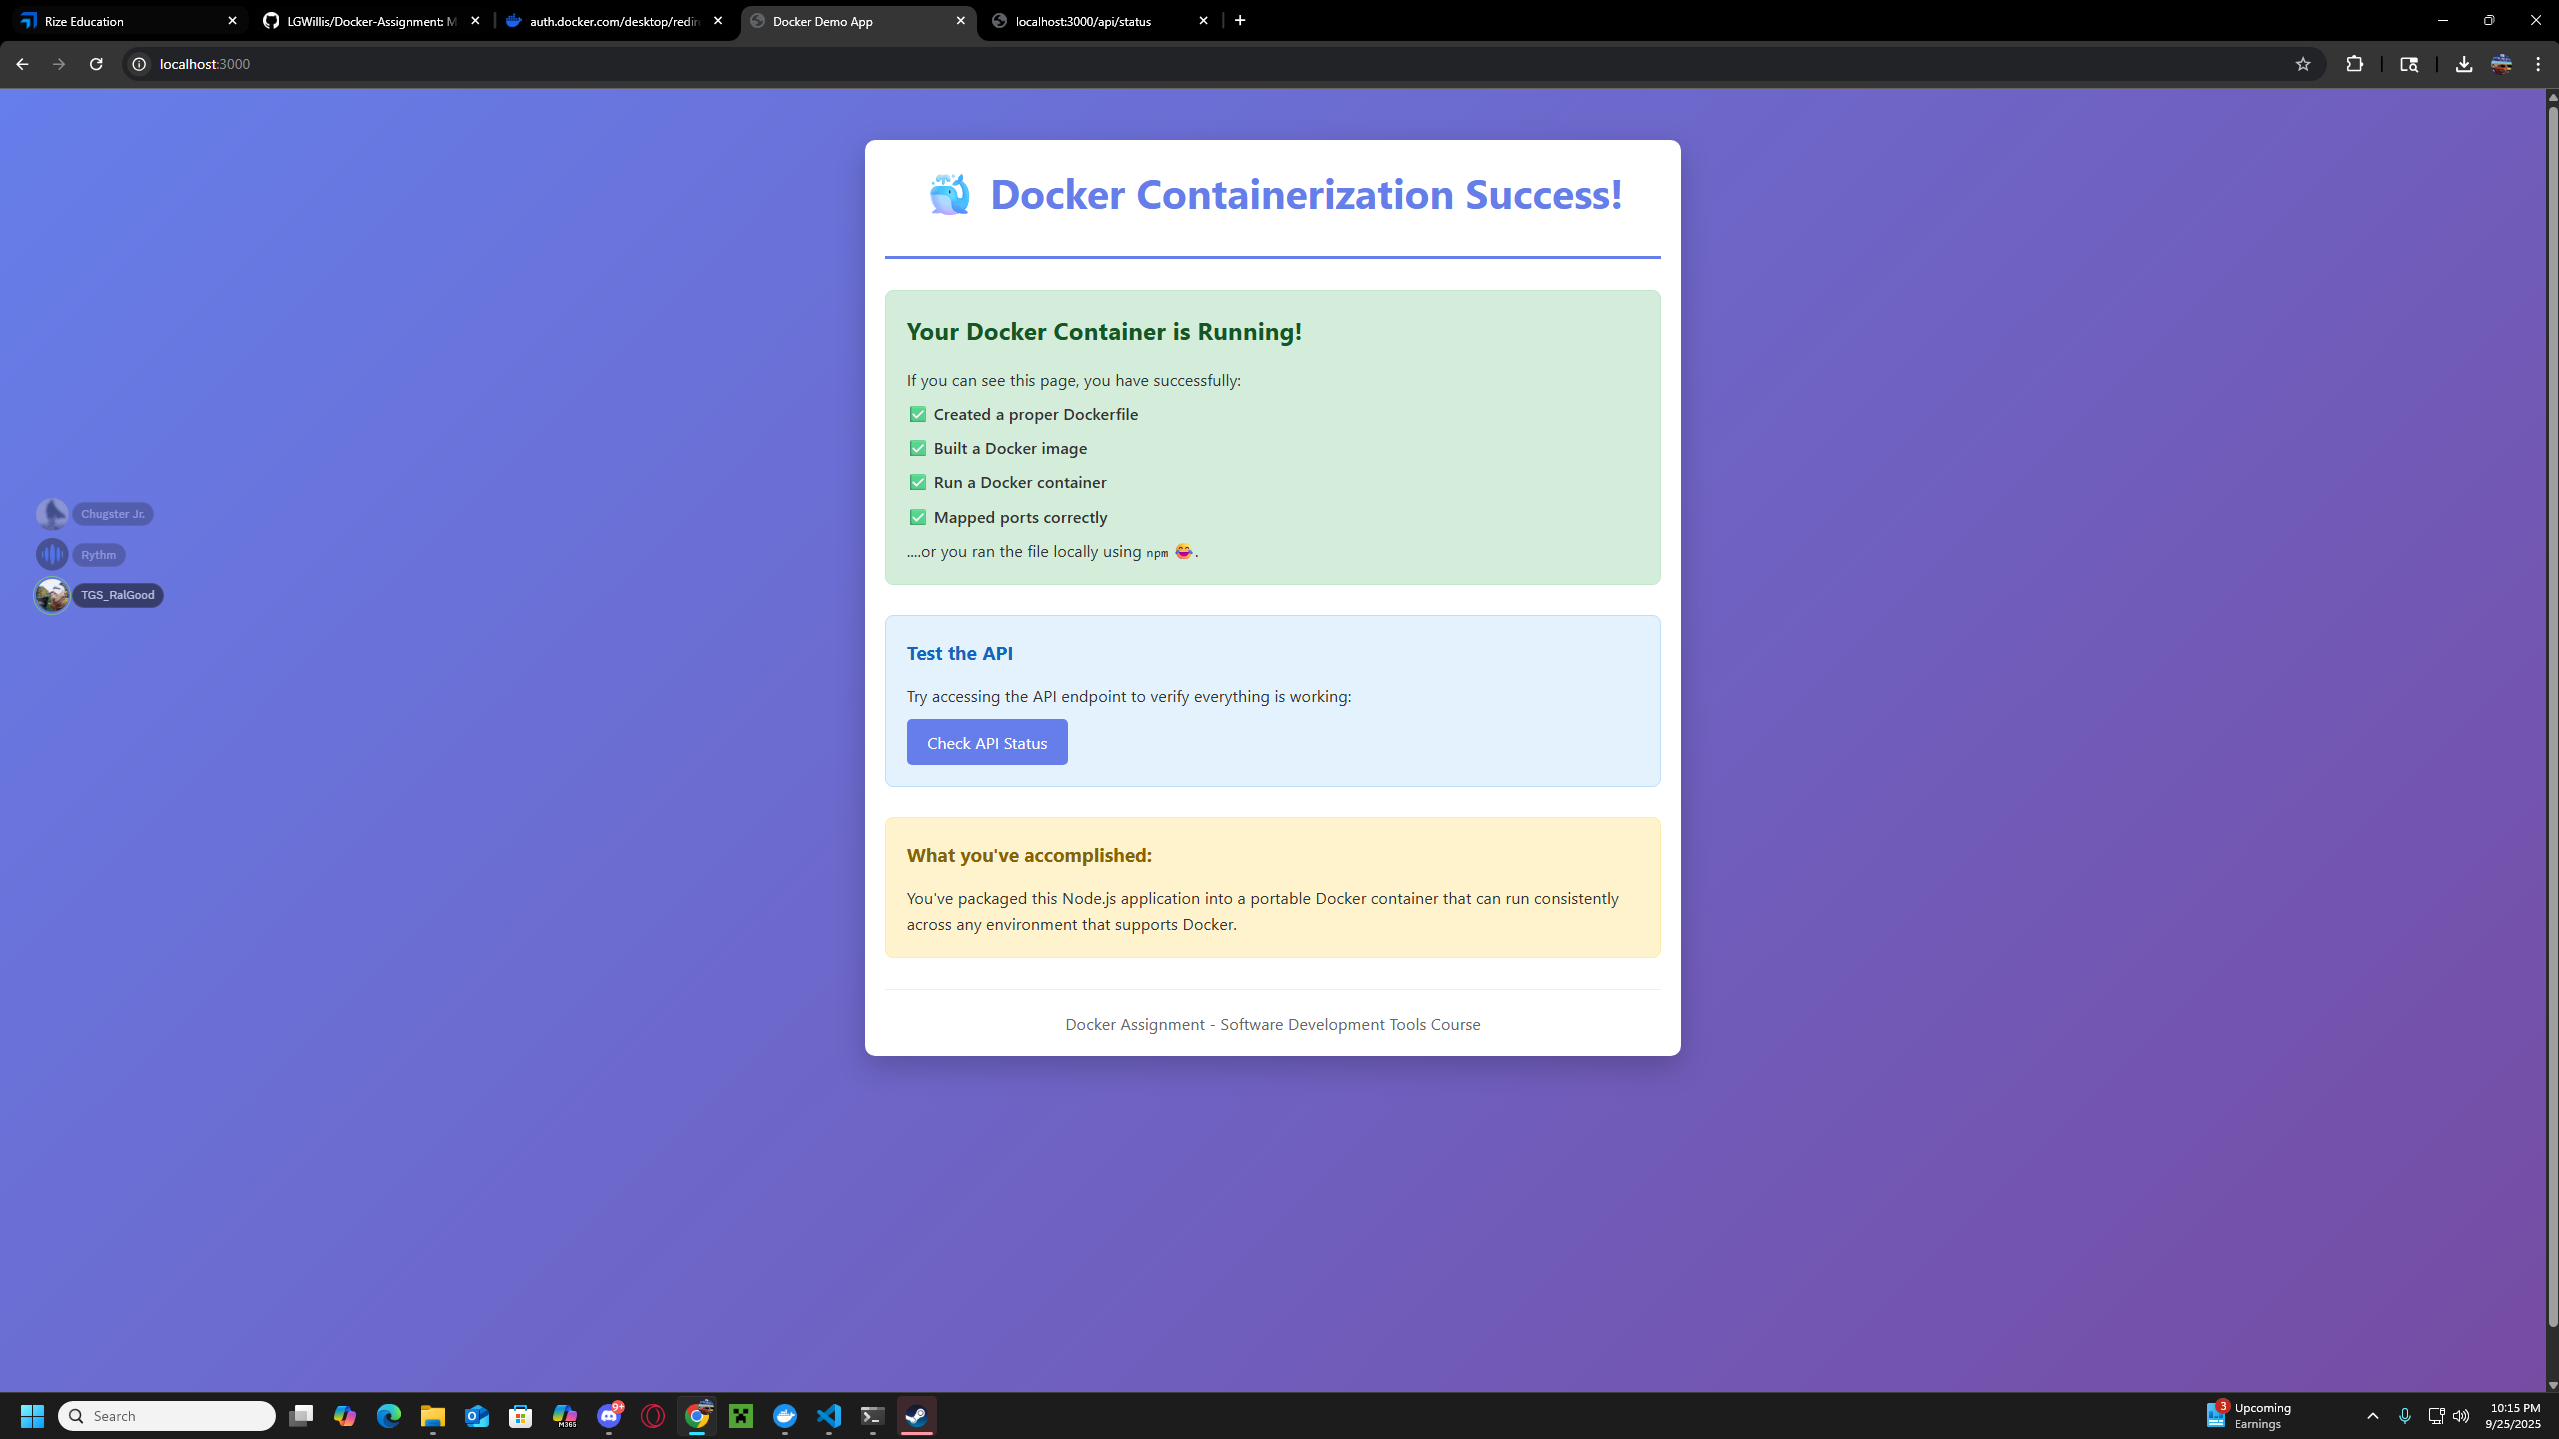 Rize Education
LGWillis/Docker-Assignment: M
auth.docker.com/desktop/redire
Docker Demo App
localhost:3000/api/status
localhost:3000
🐳 Docker Containerization Success!
Your Docker Container is Running!
If you can see this page, you have successfully:
✅ Created a proper Dockerfile
✅ Built a Docker image
✅ Run a Docker container
✅ Mapped ports correctly
....or you ran the file locally using npm 😂.
Chugster Jr.
Rythm
TGS_RalGood
Test the API
Try accessing the API endpoint to verify everything is working:
Check API Status
What you've accomplished:
You've packaged this Node.js application into a portable Docker container that can run consistently
across any environment that supports Docker.
Docker Assignment - Software Development Tools Course
Search
M365
9+
3
Upcoming
Earnings
10:15 PM
9/25/2025